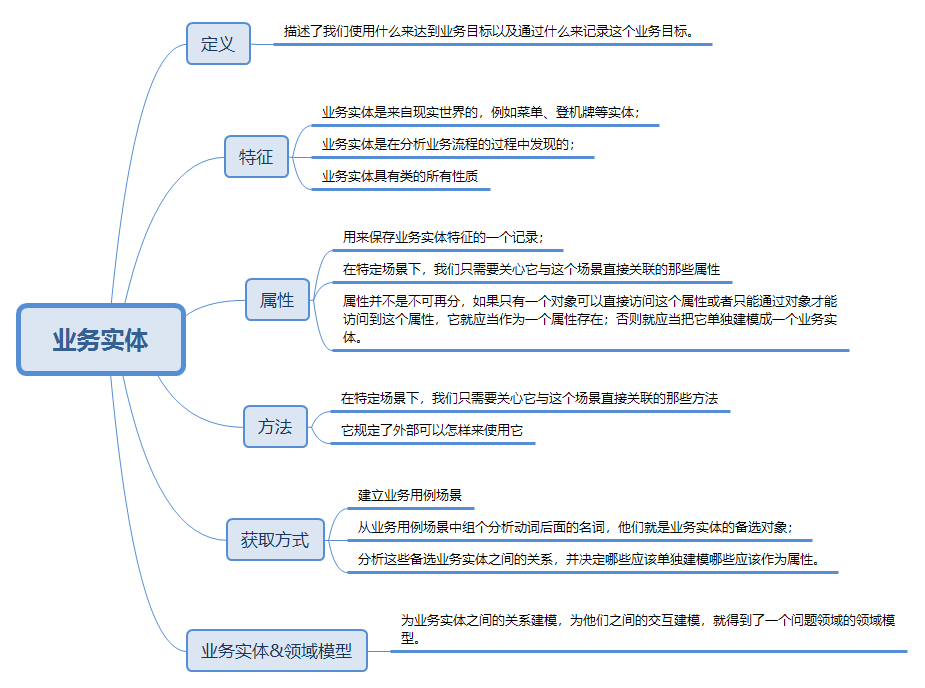 业务实体
定义
描述了我们使用什么来达到业务目标以及通过什么来记录这个业务目标。
特征
业务实体是来自现实世界的，例如菜单、登机牌等实体；
业务实体是在分析业务流程的过程中发现的；
业务实体具有类的所有性质
属性
用来保存业务实体特征的一个记录；
在特定场景下，我们只需要关心它与这个场景直接关联的那些属性
属性并不是不可再分，如果只有一个对象可以直接访问这个属性或者只能通过对象才能
访问到这个属性，它就应当作为一个属性存在；否则就应当把它单独建模成一个业务实
体。
方法
在特定场景下，我们只需要关心它与这个场景直接关联的那些方法
它规定了外部可以怎样来使用它
获取方式
建立业务用例场景
从业务用例场景中组个分析动词后面的名词，他们就是业务实体的备选对象；
分析这些备选业务实体之间的关系，并决定哪些应该单独建模哪些应该作为属性。
业务实体&领域模型
为业务实体之间的关系建模，为他们之间的交互建模，就得到了一个问题领域的领域模
型。